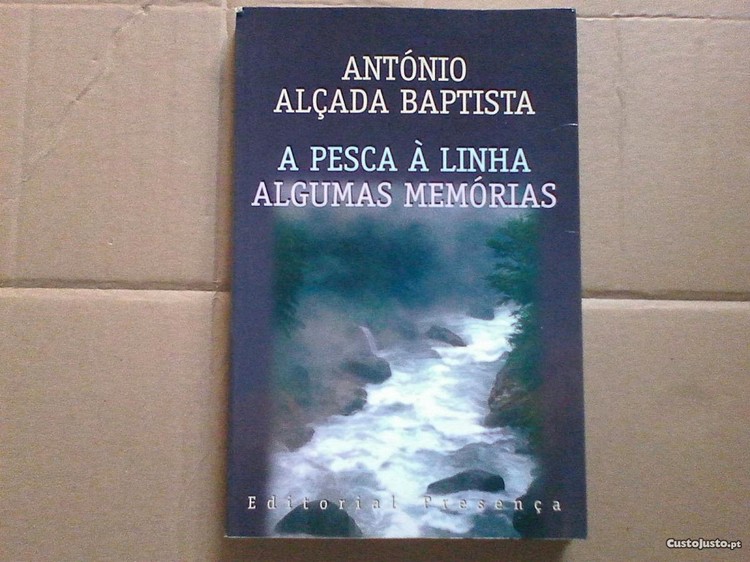 ANTÓNIO
ALÇADA BAPTISTA
A PESCA À LINHA
ALGUMAS MEMÓRIAS
Editorial Presença
CustoJusto.pt